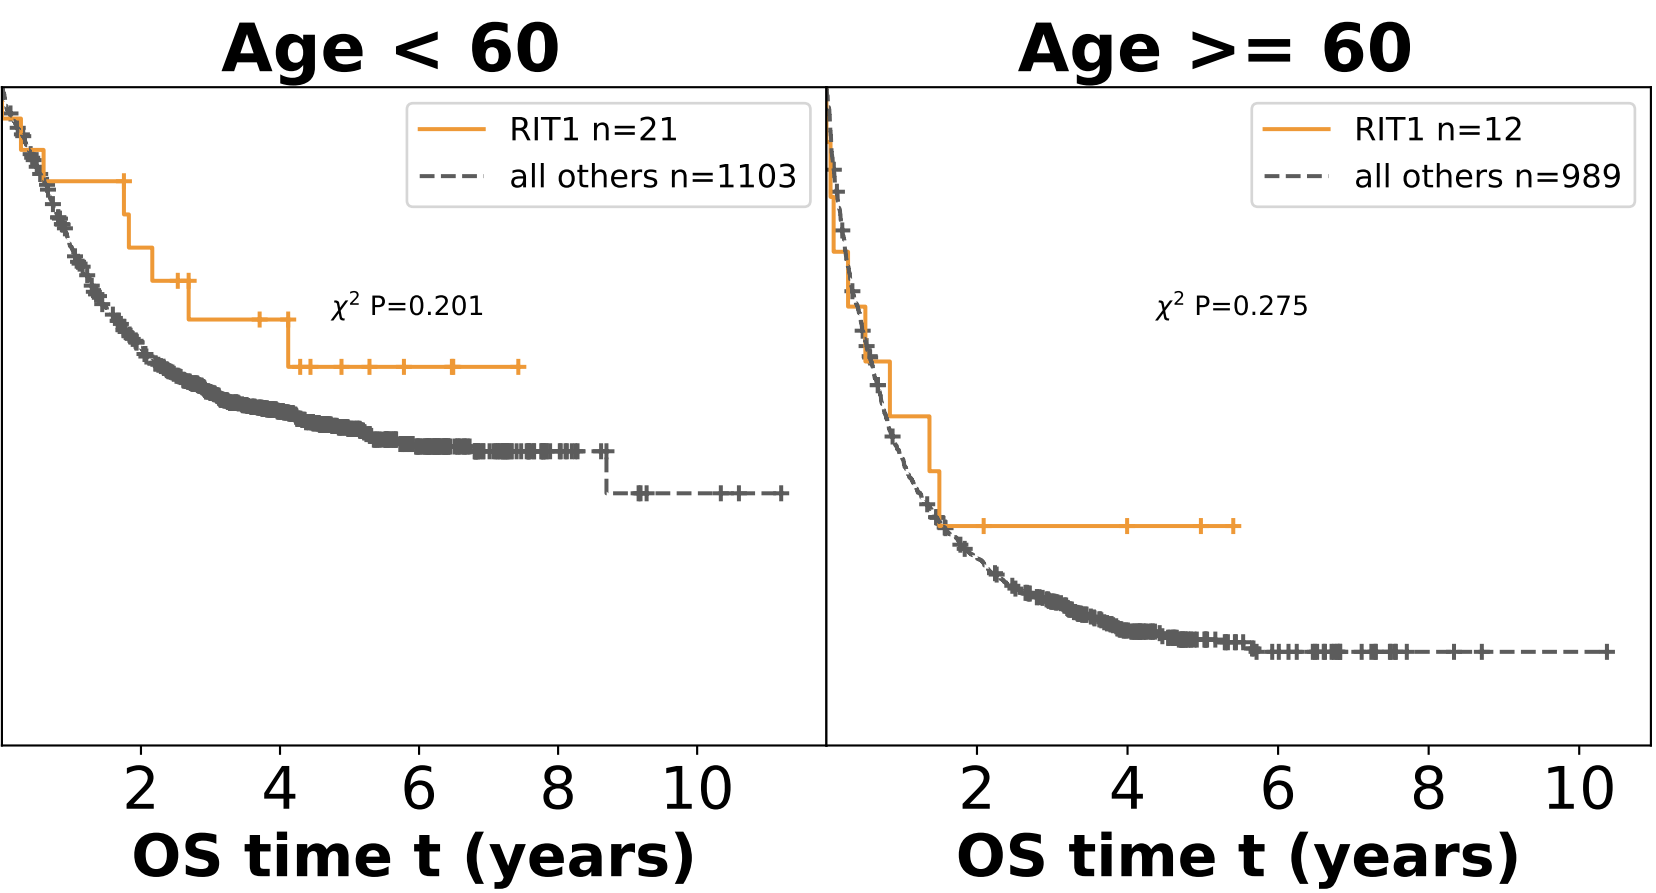 Age < 60
RIT1 n=21
all others n=1103
χ² P=0.201
2 4 6 8 10
OS time t (years)
Age >= 60
RIT1 n=12
all others n=989
χ² P=0.275
2 4 6 8 10
OS time t (years)